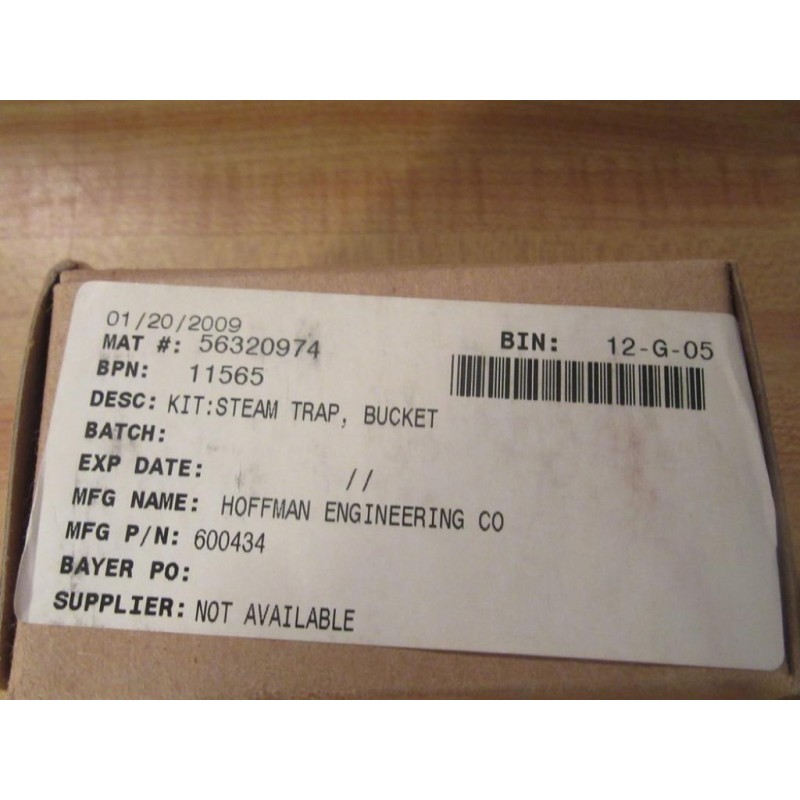 01/20/2009
MAT #: 56320974
BIN: 12-G-05
BPN: 11565
DESC: KIT:STEAM TRAP, BUCKET
BATCH:
EXP DATE: //
MFG NAME: HOFFMAN ENGINEERING CO
MFG P/N: 600434
BAYER PO:
SUPPLIER: NOT AVAILABLE